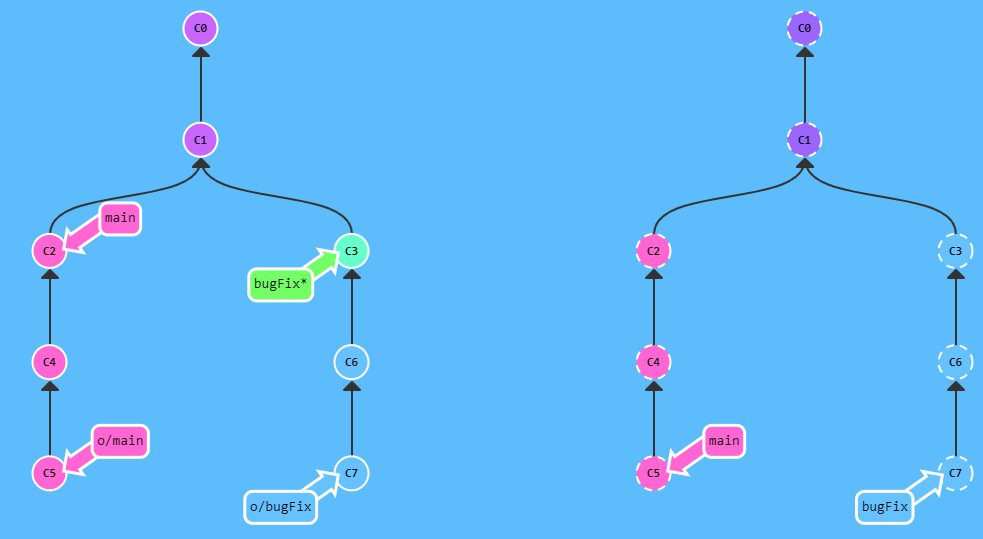 C0
C0
C1
C1
main
C2
C3
C2
C3
bugFix*
C4
C6
C4
C6
o/main
main
C5
C7
C5
C7
o/bugFix
bugFix